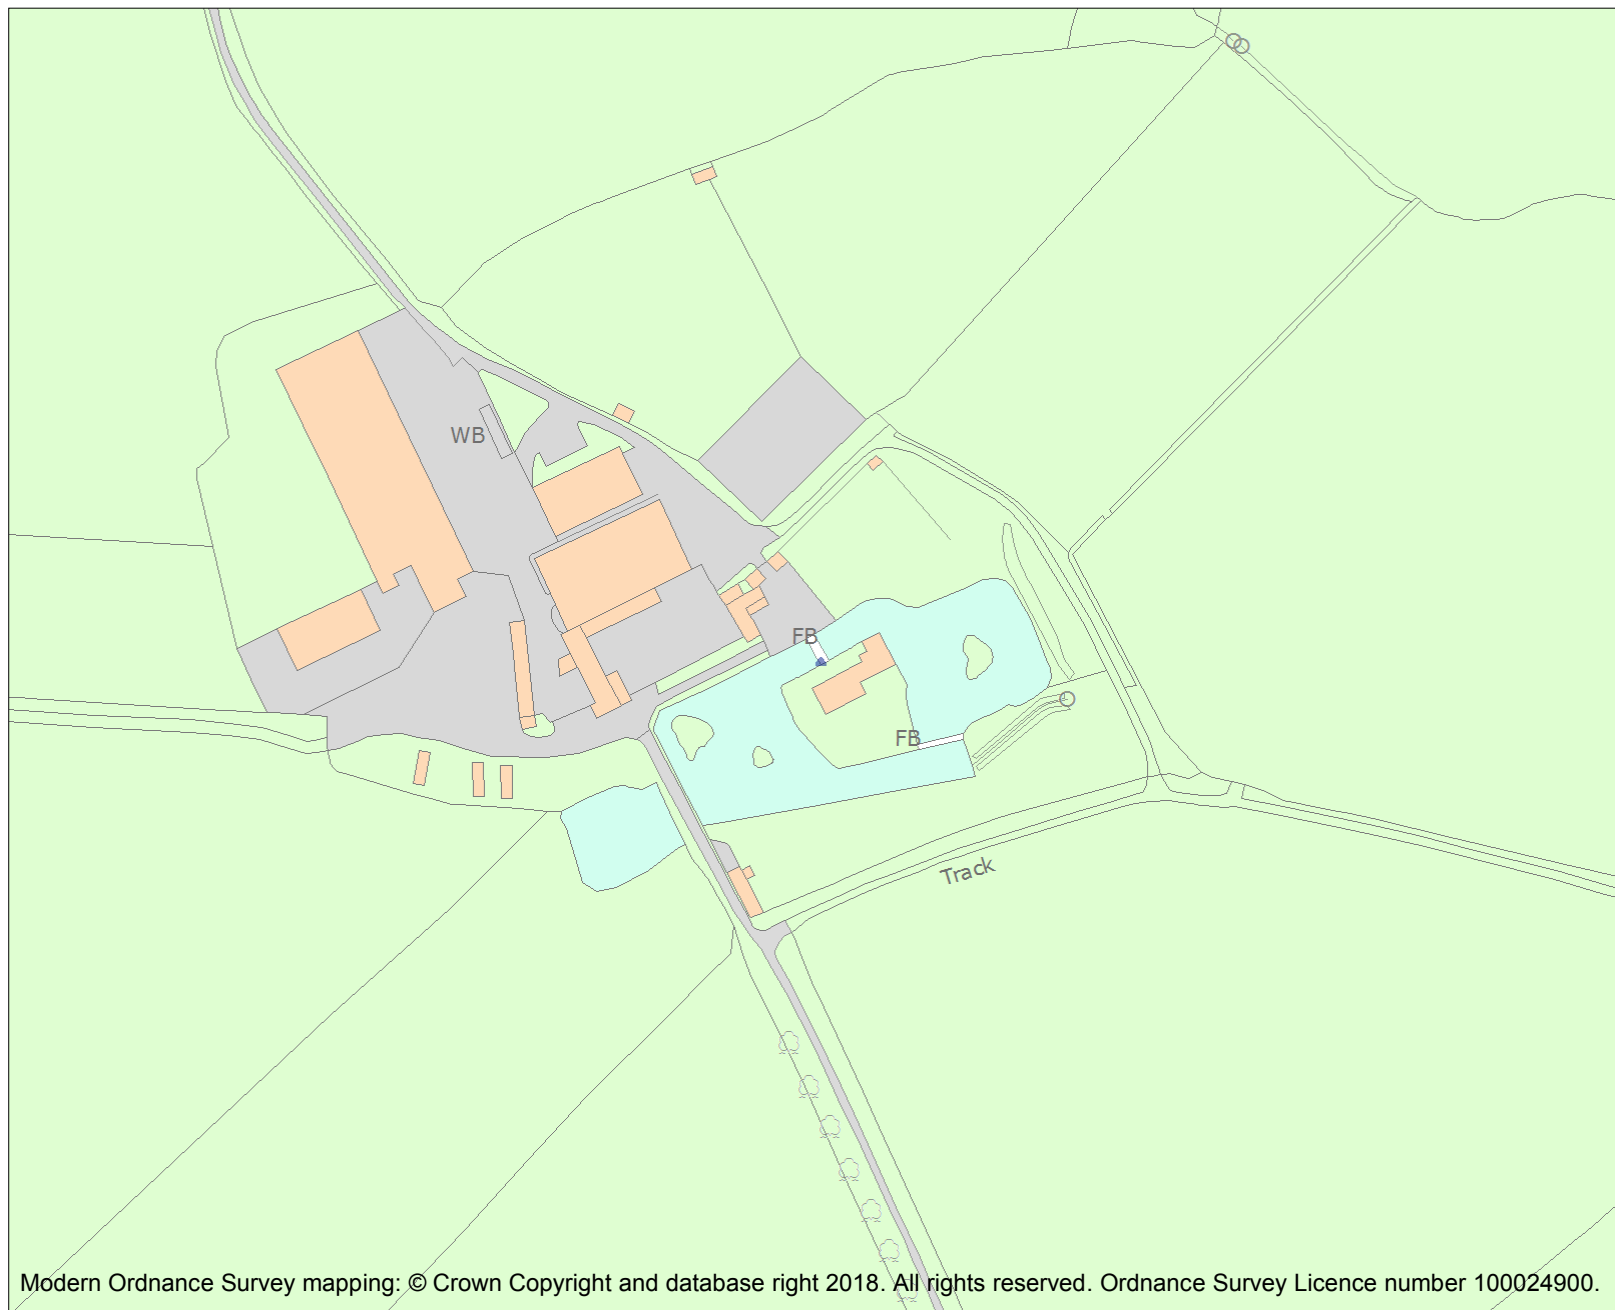 WB
FB
FB
Track
Modern Ordnance Survey mapping: © Crown Copyright and database right 2018. All rights reserved. Ordnance Survey Licence number 100024900.